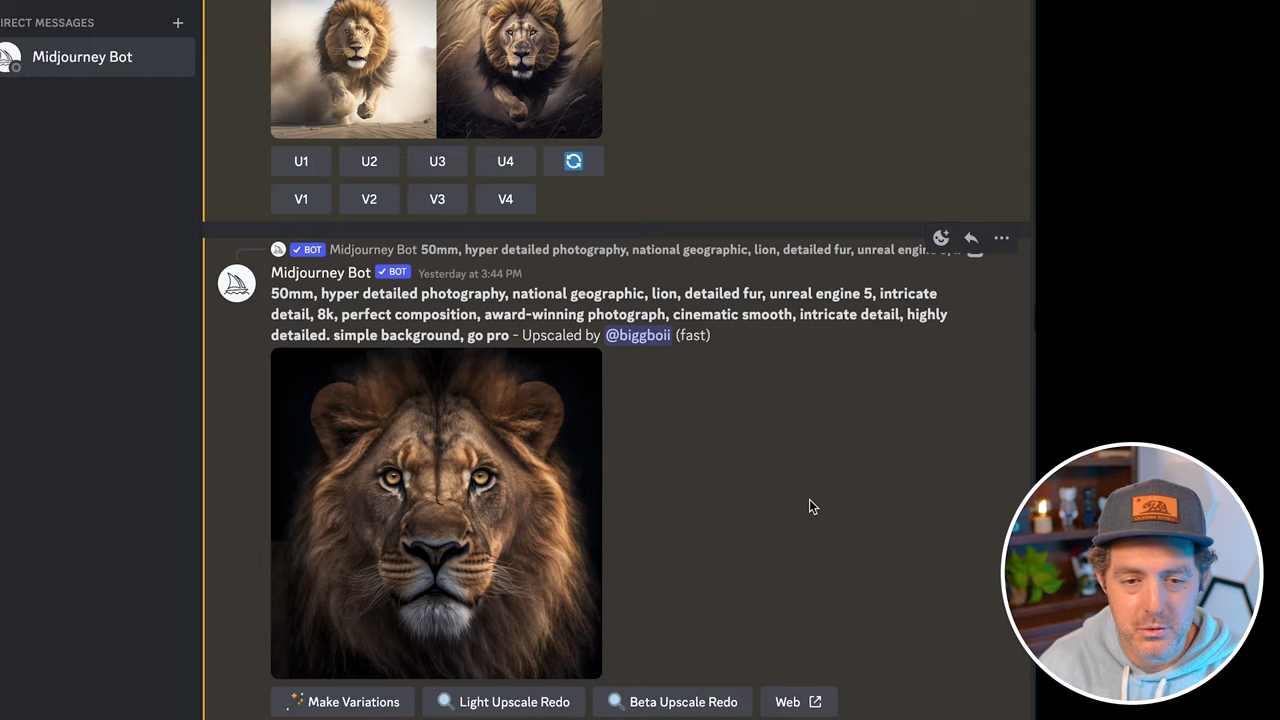 IRECT MESSAGES
Midjourney Bot
U1 U2 U3 U4
V1 V2 V3 V4
✓ BOT Midjourney Bot 50mm, hyper detailed photography, national geographic, lion, detailed fur, unreal engin
Midjourney Bot ✓ BOT Yesterday at 3:44 PM
50mm, hyper detailed photography, national geographic, lion, detailed fur, unreal engine 5, intricate
detail, 8k, perfect composition, award-winning photograph, cinematic smooth, intricate detail, highly
detailed. simple background, go pro - Upscaled by @biggboii (fast)
Make Variations Light Upscale Redo Beta Upscale Redo Web
CALIFORNIA REPUBLIC